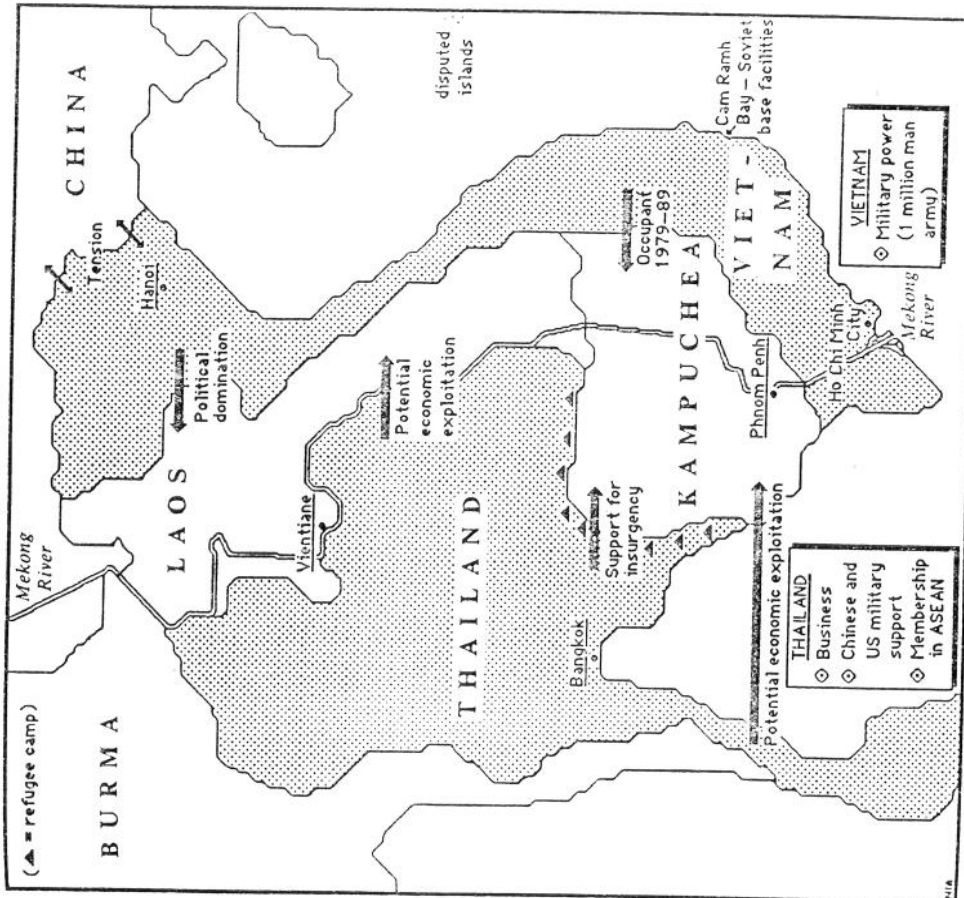 (▲ = refugee camp)
BURMA
Mekong
River
CHINA
Tension
Hanoi
LAOS
Political
domination
Vientiane
Potential
economic
exploitation
disputed
islands
THAILAND
Bangkok
Support for
insurgency
Occupant
1979-89
KAMPUCHEA
Cam Ramh
Bay - Soviet
base facilities
VIET-
NAM
Phnom Penh
Potential economic exploitation
Ho Chi Minh
City
Mekong
River
THAILAND
Business
Chinese and
US military
support
Membership
in ASEAN
VIETNAM
Military power
(1 million man
army)
NIA